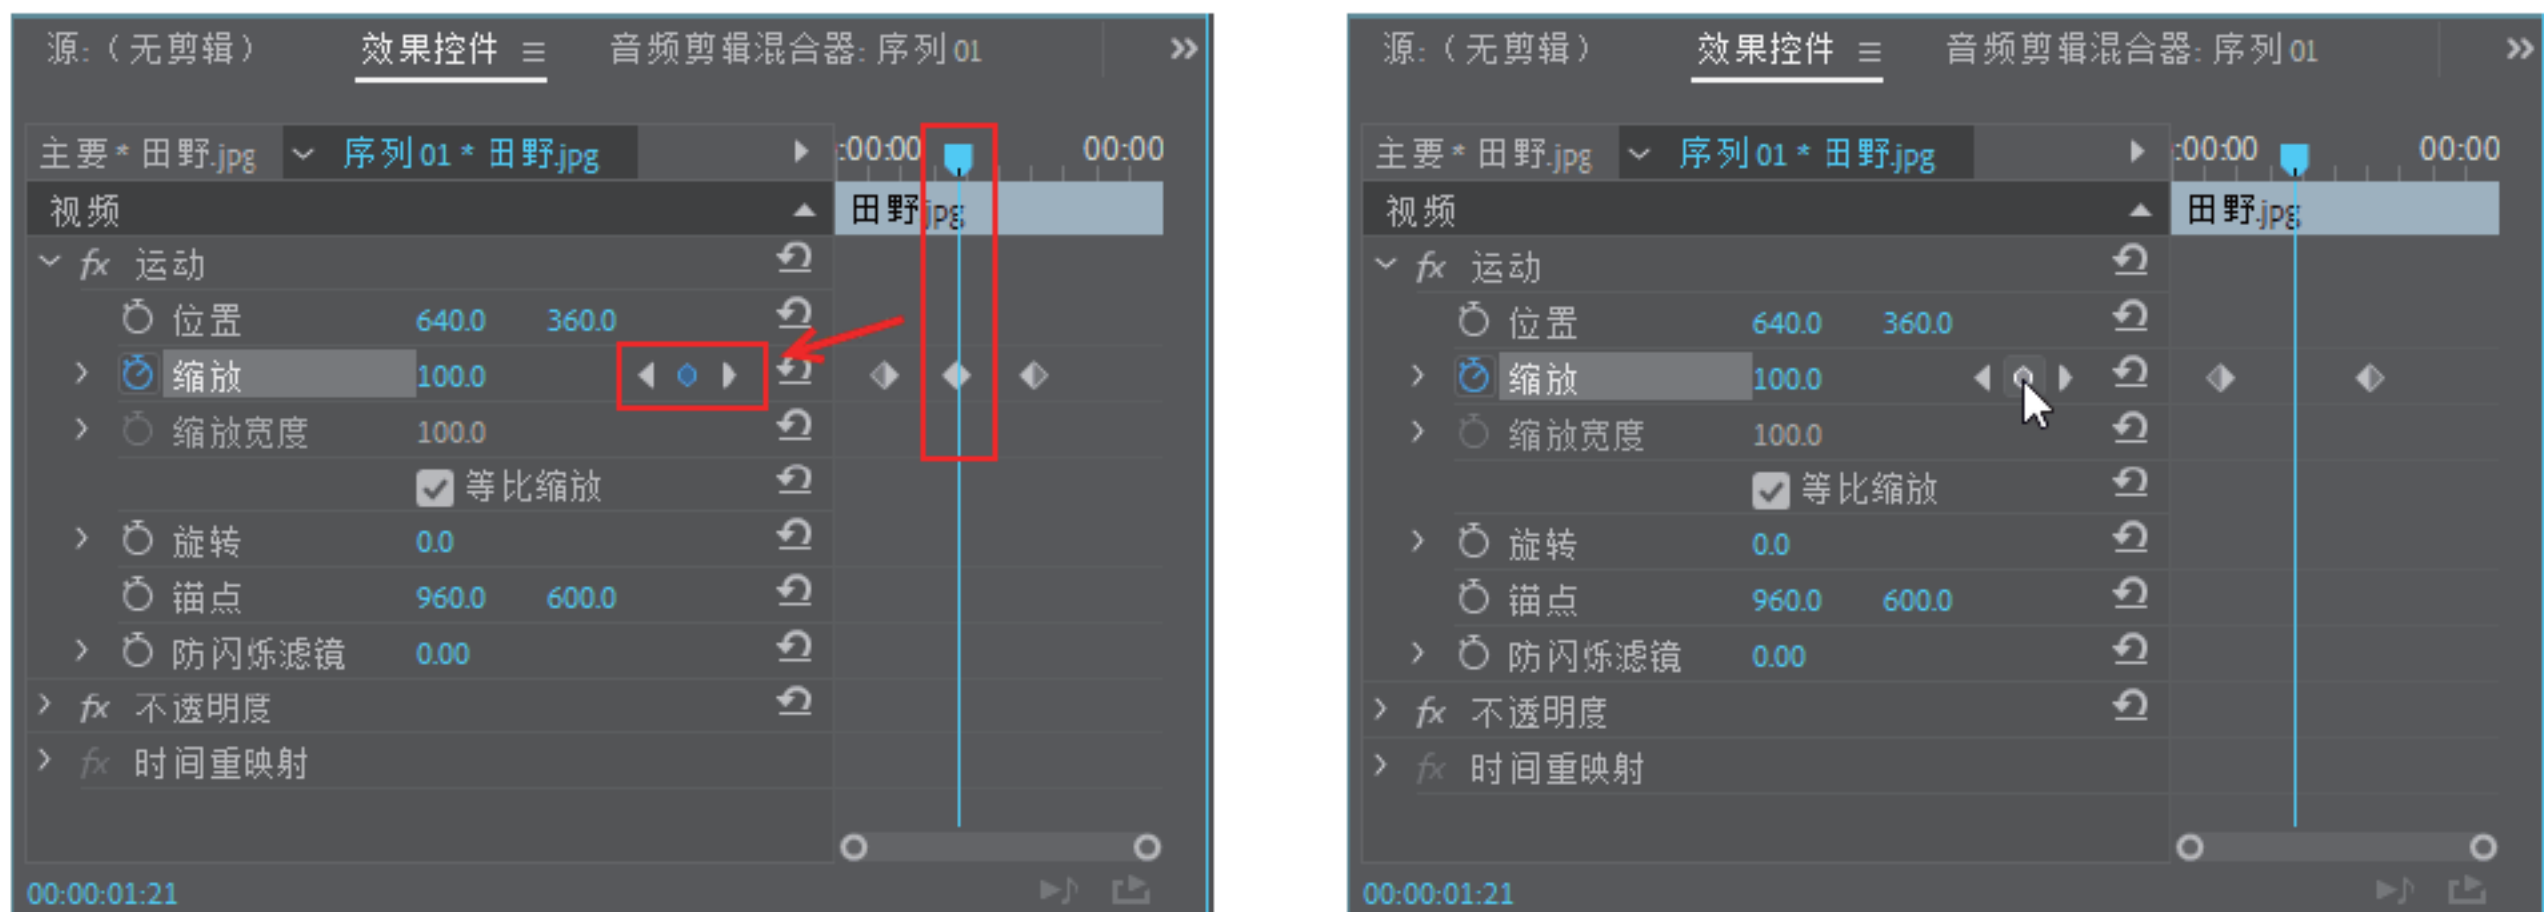 源:（无剪辑） 效果控件 音频剪辑混合器: 序列 01
主要 * 田野.jpg 序列 01 * 田野.jpg :00:00 00:00
视频 田野.jpg
fx 运动
位置 640.0 360.0
缩放 100.0
缩放宽度 100.0
等比缩放
旋转 0.0
锚点 960.0 600.0
防闪烁滤镜 0.00
fx 不透明度
fx 时间重映射
00:00:01:21
源:（无剪辑） 效果控件 音频剪辑混合器: 序列 01
主要 * 田野.jpg 序列 01 * 田野.jpg :00:00 00:00
视频 田野.jpg
fx 运动
位置 640.0 360.0
缩放 100.0
缩放宽度 100.0
等比缩放
旋转 0.0
锚点 960.0 600.0
防闪烁滤镜 0.00
fx 不透明度
fx 时间重映射
00:00:01:21